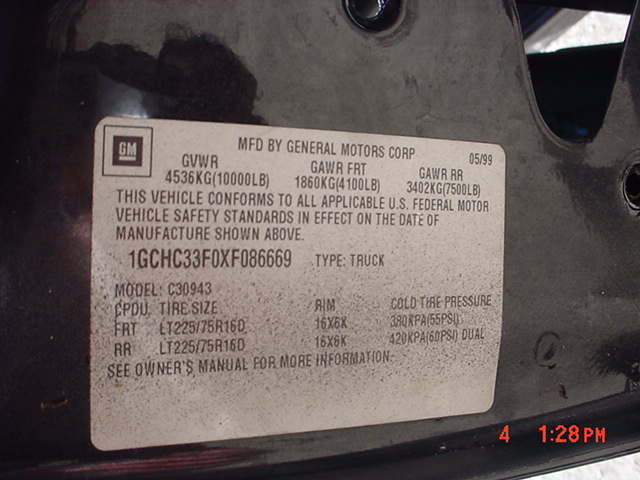 GM
MFD BY GENERAL MOTORS CORP 05/99
GVWR GAWR FRT GAWR RR
4536KG(10000LB) 1860KG(4100LB) 3402KG(7500LB)
THIS VEHICLE CONFORMS TO ALL APPLICABLE U.S. FEDERAL MOTOR
VEHICLE SAFETY STANDARDS IN EFFECT ON THE DATE OF
MANUFACTURE SHOWN ABOVE.
1GCHC33F0XF086669 TYPE: TRUCK
MODEL: C30943
CPDU: TIRE SIZE RIM COLD TIRE PRESSURE
FRT LT225/75R16D 16X6K 380KPA(55PSI)
RR LT225/75R16D 16X6K 420KPA(60PSI) DUAL
SEE OWNER'S MANUAL FOR MORE INFORMATION.
4 1:28PM